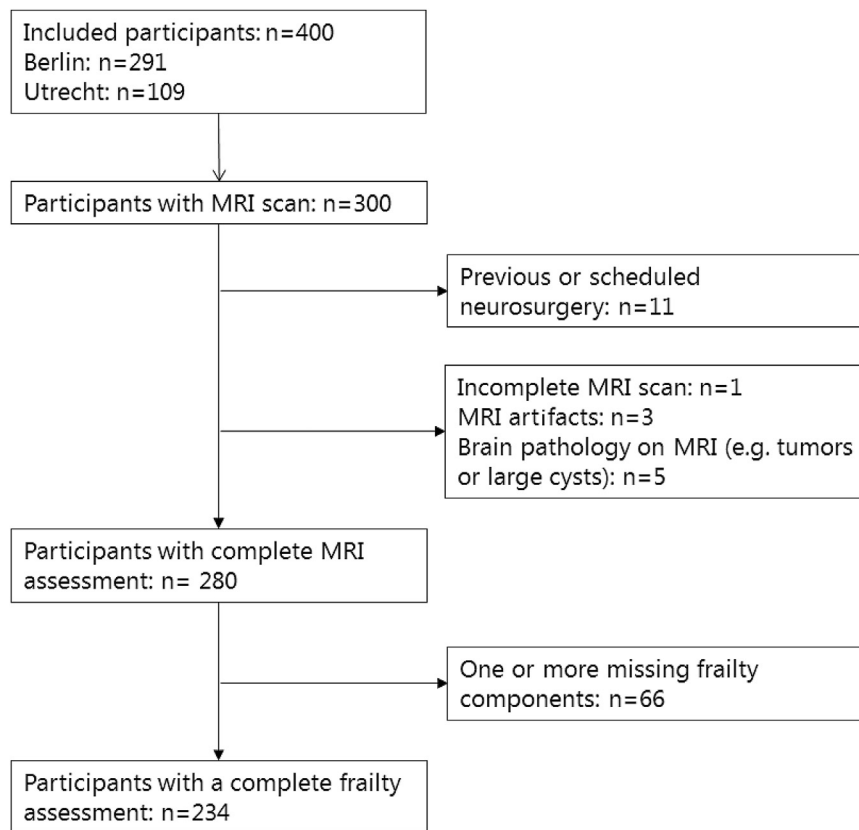 Included participants: n=400
Berlin: n=291
Utrecht: n=109
Participants with MRI scan: n=300
Previous or scheduled
neurosurgery: n=11
Incomplete MRI scan: n=1
MRI artifacts: n=3
Brain pathology on MRI (e.g. tumors
or large cysts): n=5
Participants with complete MRI
assessment: n= 280
One or more missing frailty
components: n=66
Participants with a complete frailty
assessment: n=234